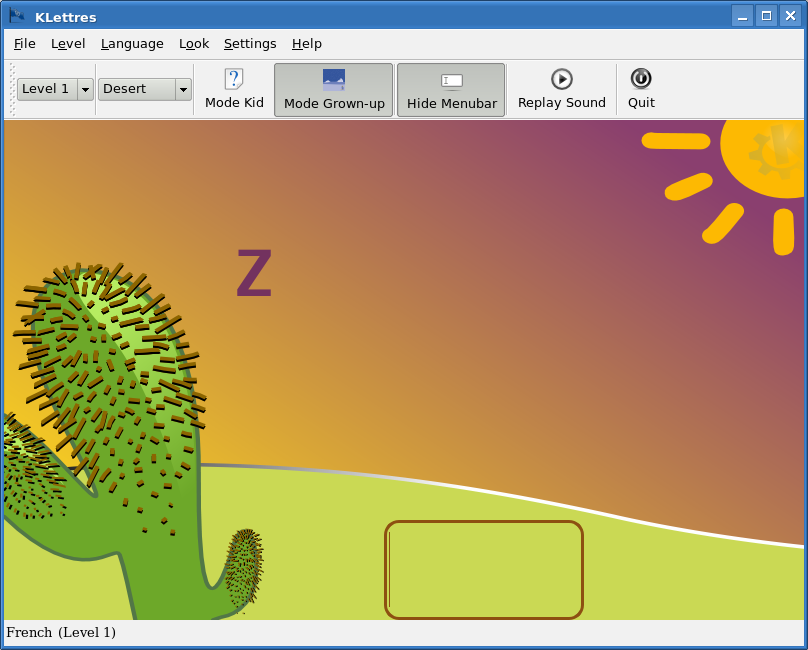 KLettres
File Level Language Look Settings Help
Level 1 Desert Mode Kid Mode Grown-up Hide Menubar Replay Sound Quit
Z
French (Level 1)